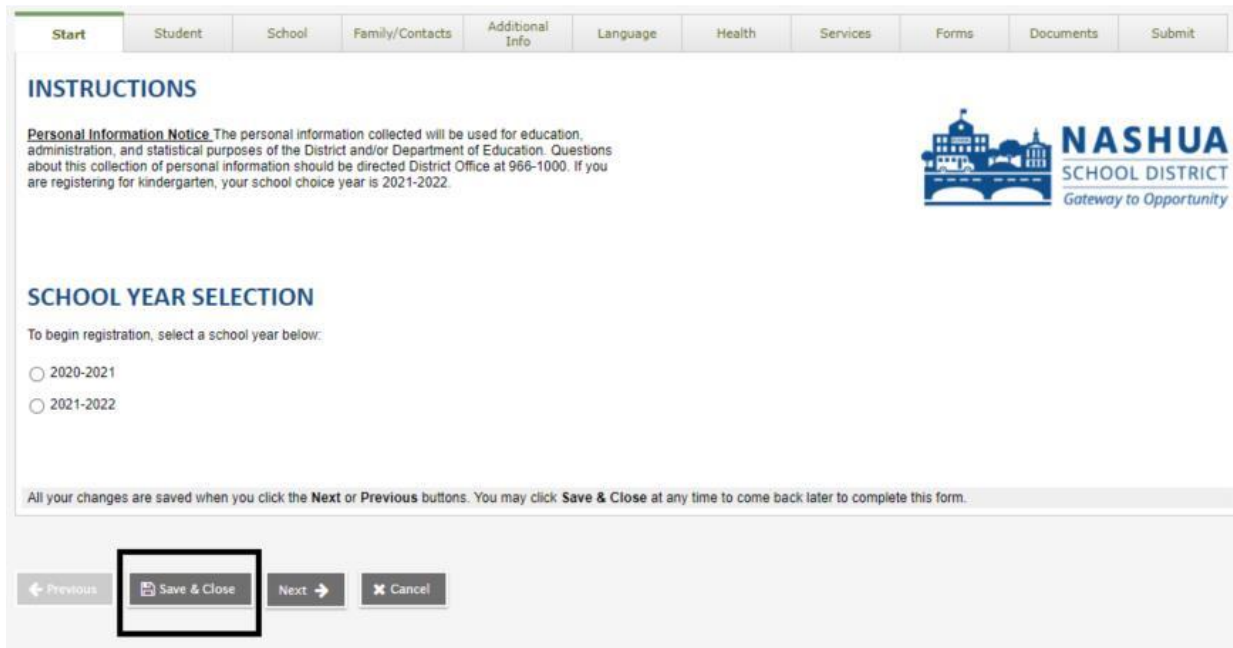 Start Student School Family/Contacts Additional Info Language Health Services Forms Documents Submit
INSTRUCTIONS
Personal Information Notice The personal information collected will be used for education,
administration, and statistical purposes of the District and/or Department of Education. Questions
about this collection of personal information should be directed District Office at 966-1000. If you
are registering for kindergarten, your school choice year is 2021-2022.
NASHUA
SCHOOL DISTRICT
Gateway to Opportunity
SCHOOL YEAR SELECTION
To begin registration, select a school year below:
2020-2021
2021-2022
All your changes are saved when you click the Next or Previous buttons. You may click Save & Close at any time to come back later to complete this form.
Previous Save & Close Next Cancel